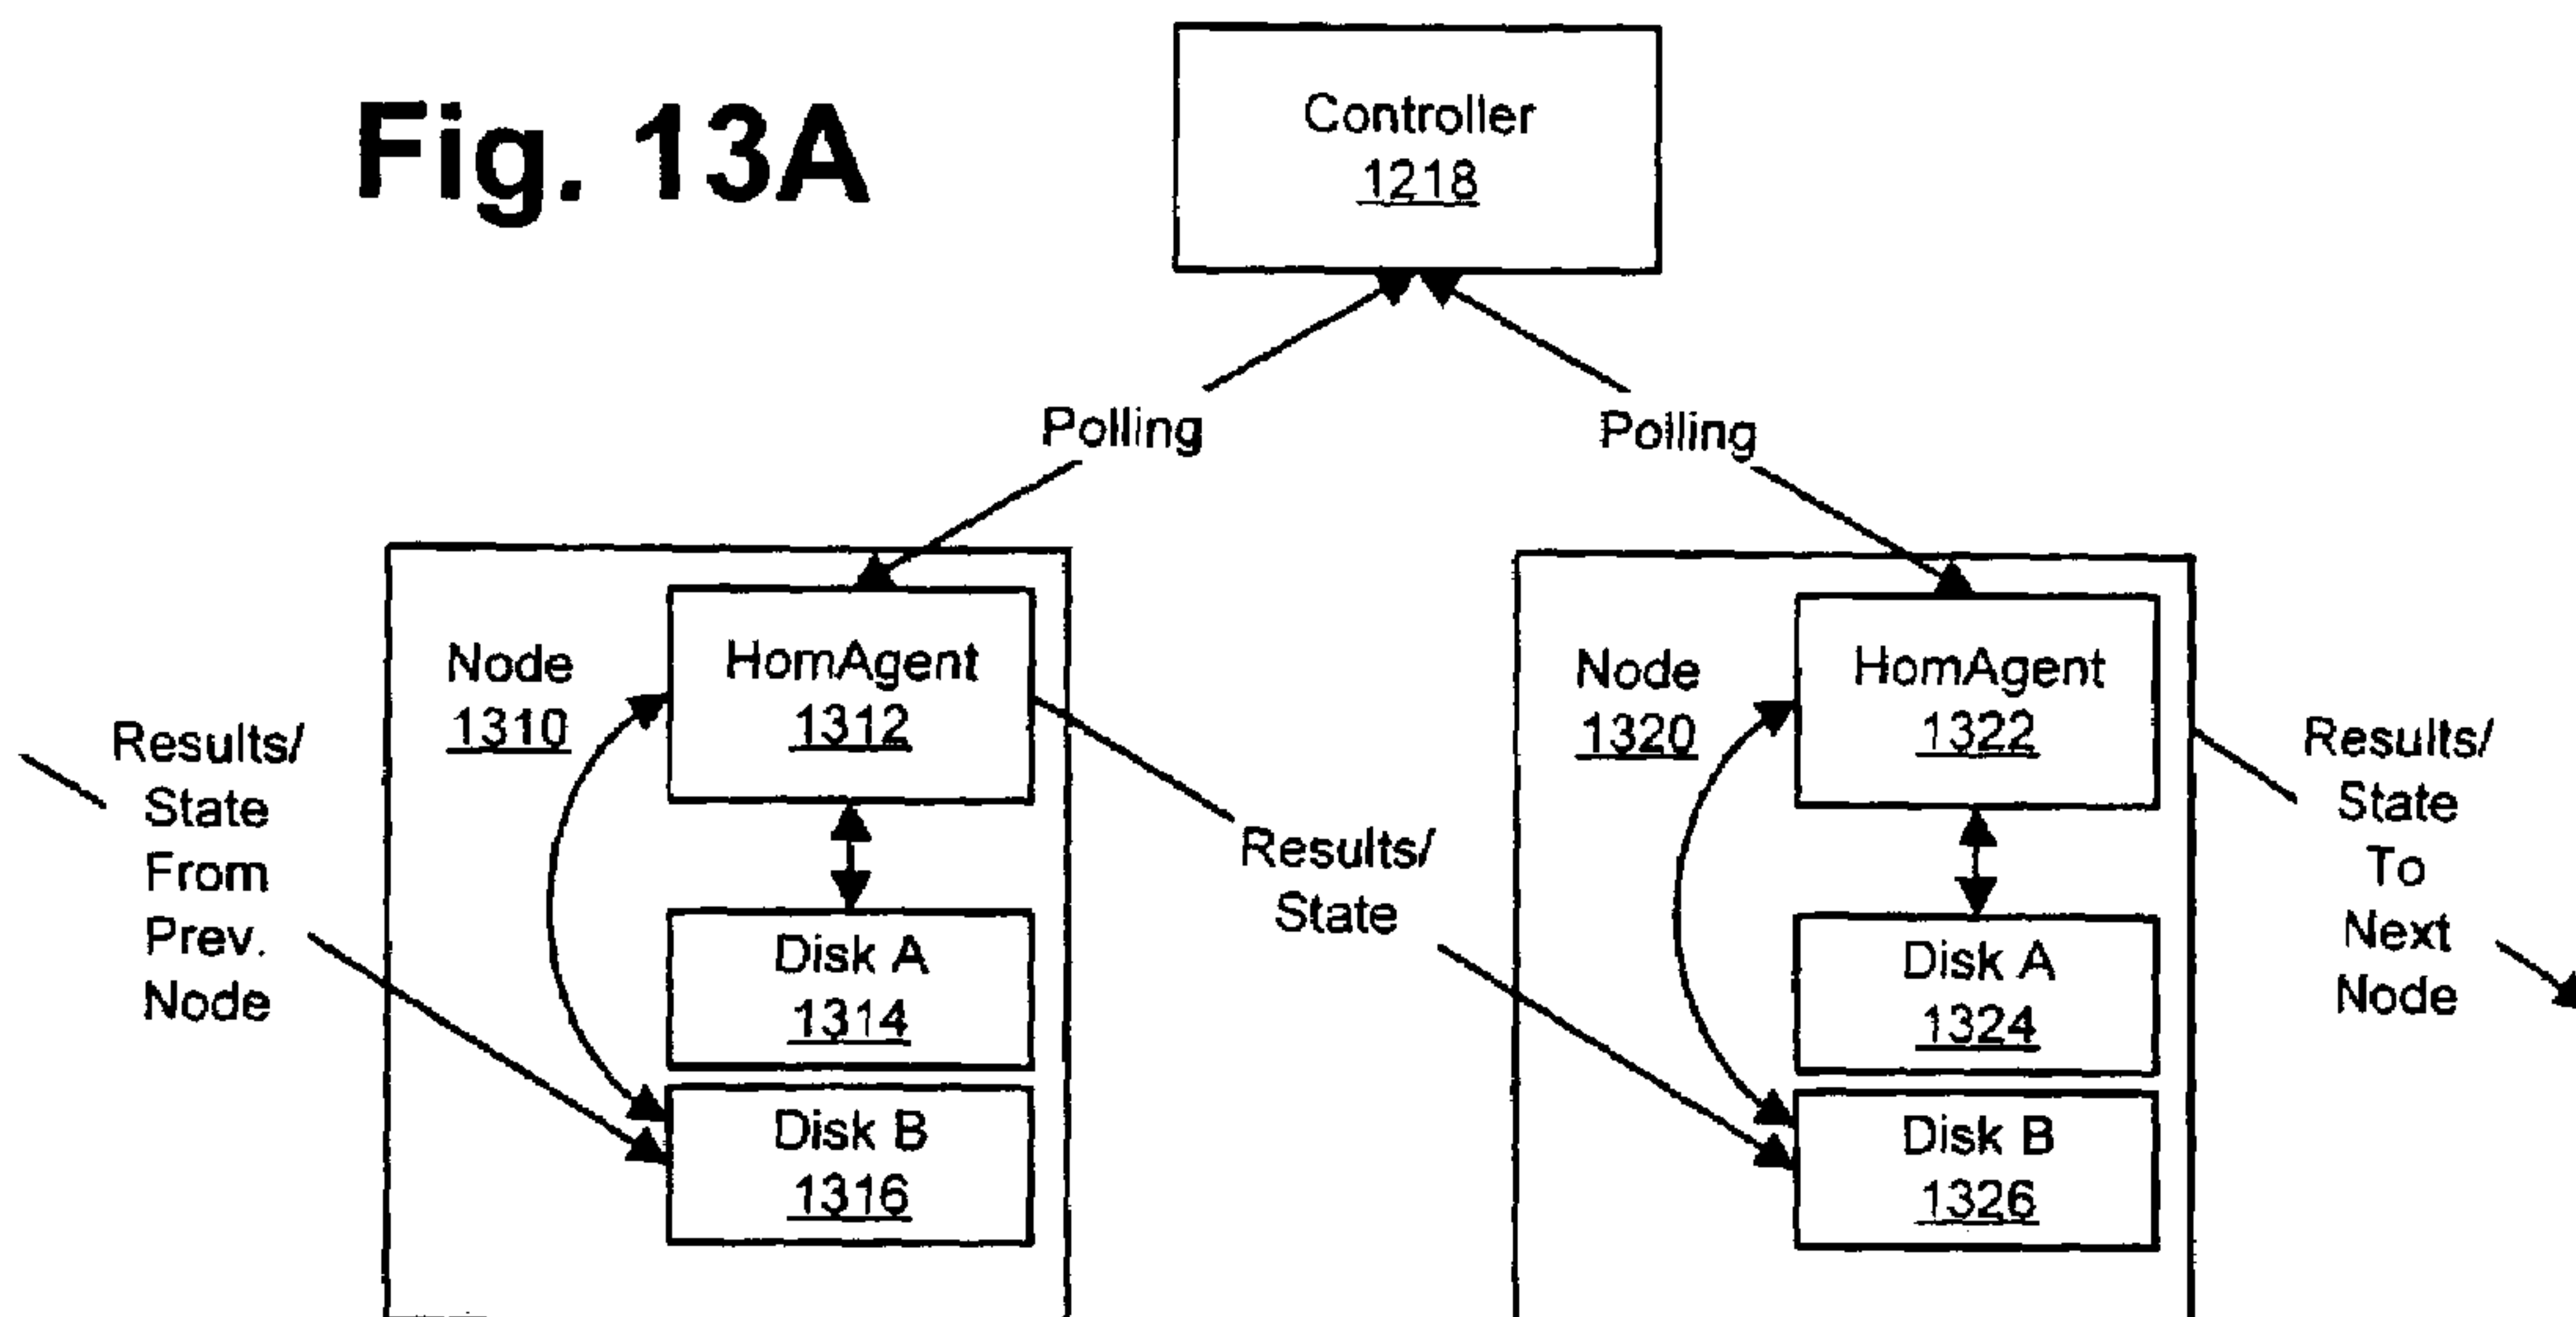 Fig. 13A
Controller
1218
Polling
Polling
Node
1310
HomAgent
1312
Disk A
1314
Disk B
1316
Results/
State
From
Prev.
Node
Results/
State
Node
1320
HomAgent
1322
Disk A
1324
Disk B
1326
Results/
State
To
Next
Node